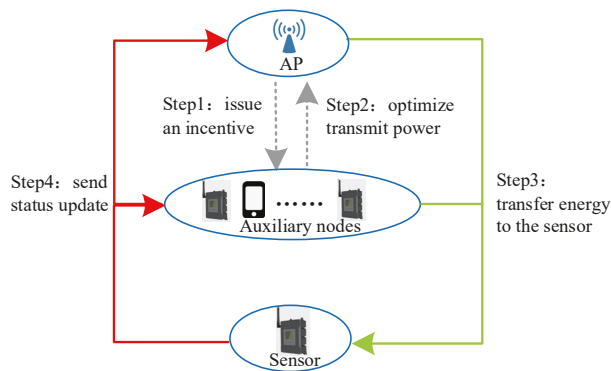 AP
Step1：issue
an incentive
Step2：optimize
transmit power
Step4：send
status update
······
Auxiliary nodes
Step3：
transfer energy
to the sensor
Sensor